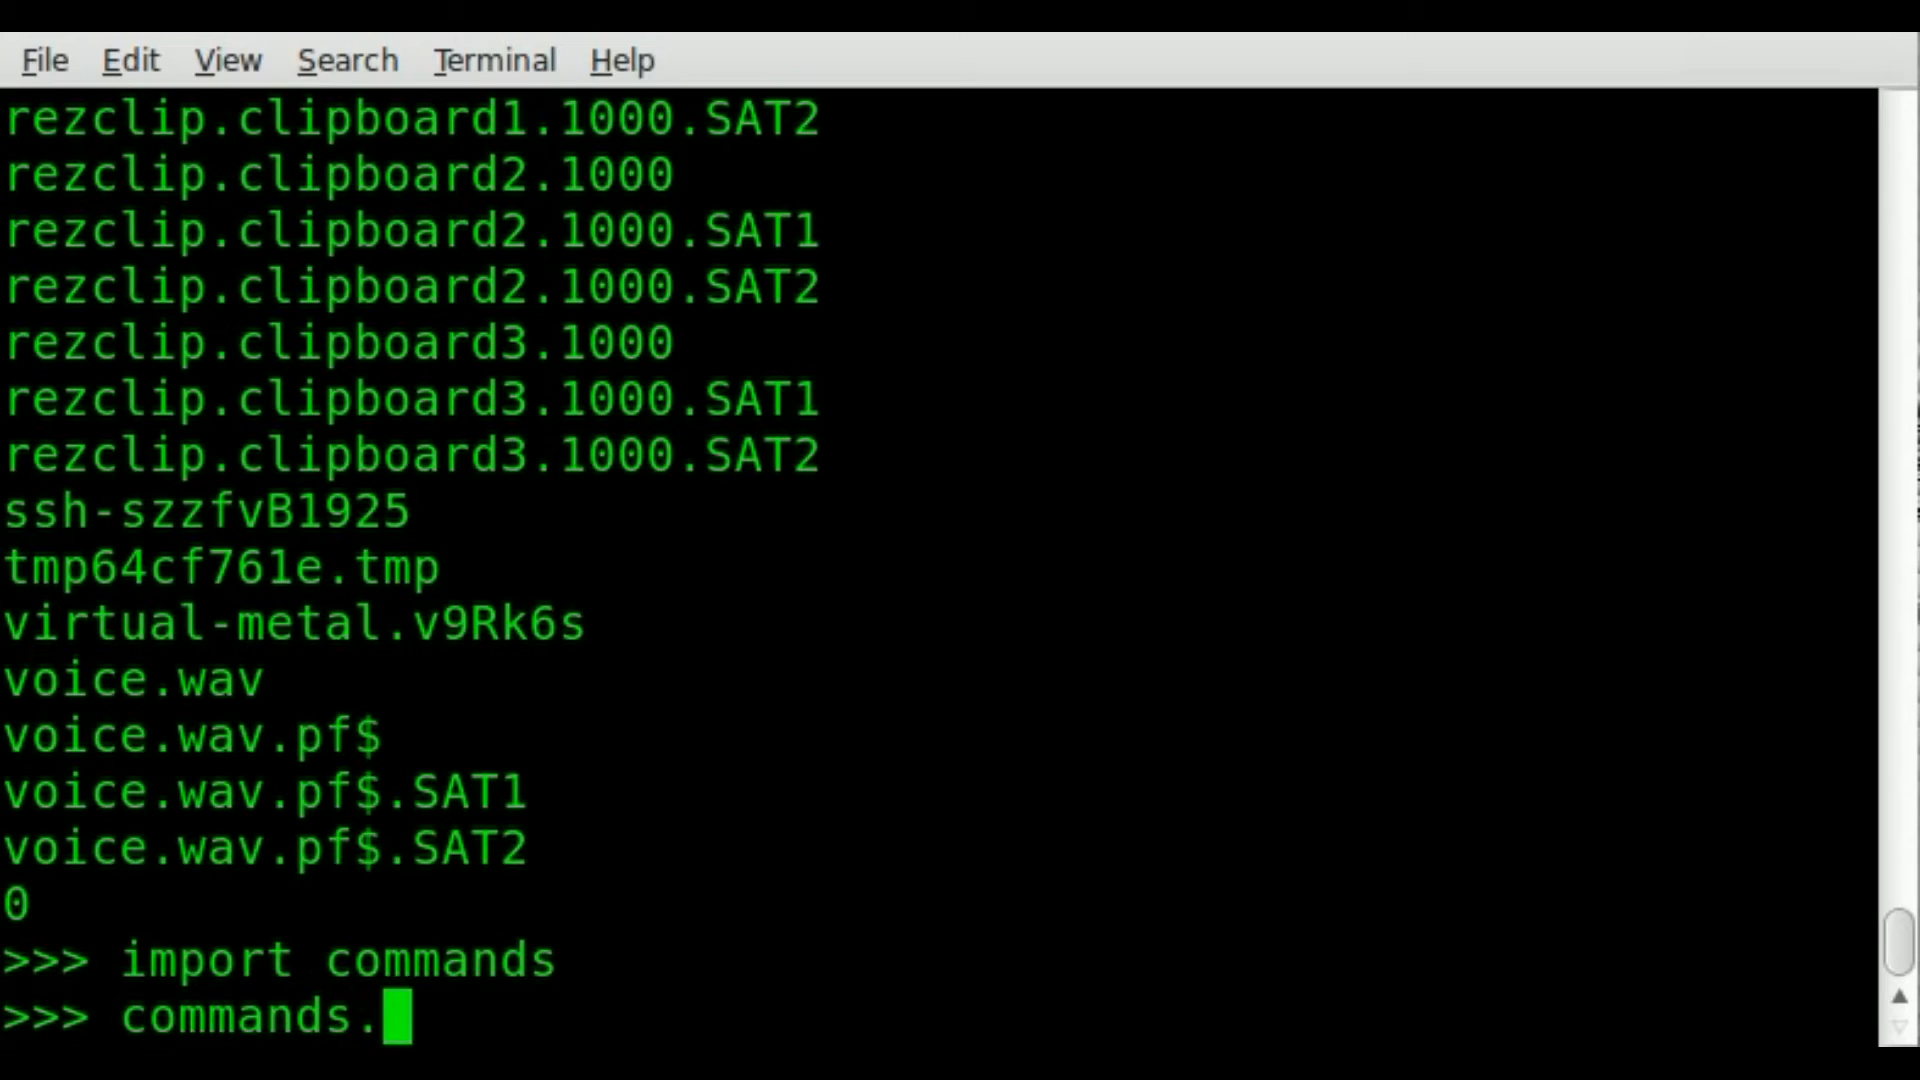 File Edit View Search Terminal Help
rezclip.clipboard1.1000.SAT2
rezclip.clipboard2.1000
rezclip.clipboard2.1000.SAT1
rezclip.clipboard2.1000.SAT2
rezclip.clipboard3.1000
rezclip.clipboard3.1000.SAT1
rezclip.clipboard3.1000.SAT2
ssh-szzfvB1925
tmp64cf761e.tmp
virtual-metal.v9Rk6s
voice.wav
voice.wav.pf$
voice.wav.pf$.SAT1
voice.wav.pf$.SAT2
0
>>> import commands
>>> commands.